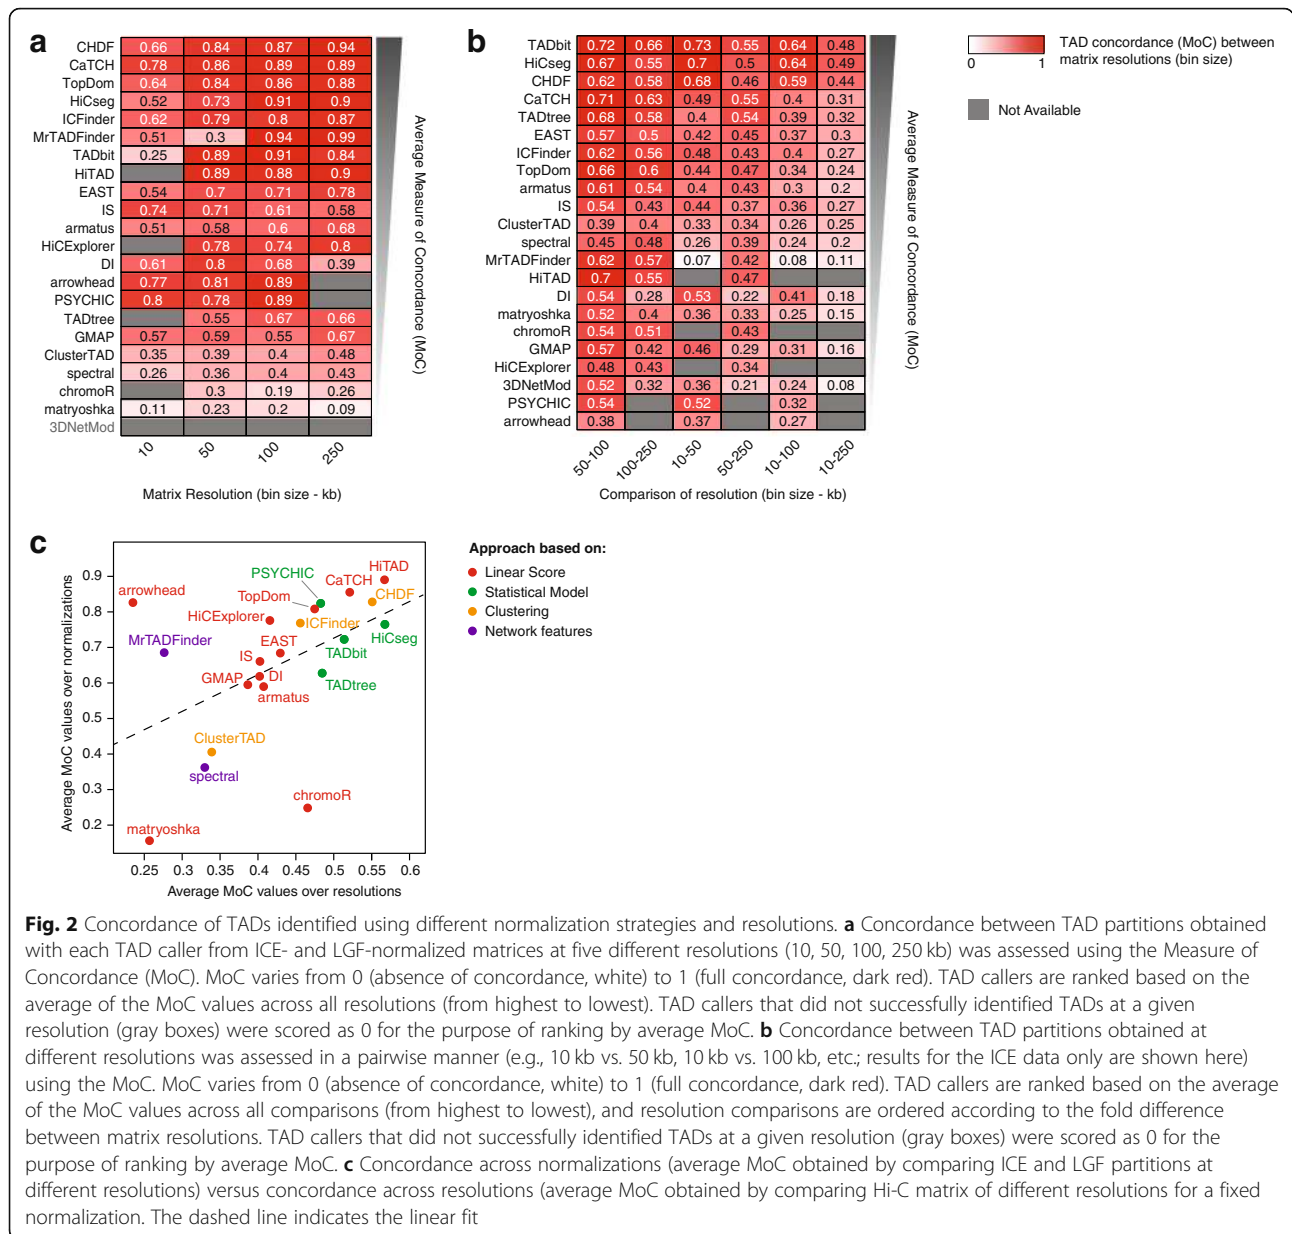 a
CHDF 0.66 0.84 0.87 0.94
CaTCH 0.78 0.86 0.89 0.89
TopDom 0.64 0.84 0.86 0.88
HiCseg 0.52 0.73 0.91 0.9
ICFinder 0.62 0.79 0.8 0.87
MrTADFinder 0.51 0.3 0.94 0.99
TADbit 0.25 0.89 0.91 0.84
HiTAD 0.89 0.88 0.9
EAST 0.54 0.7 0.71 0.78
IS 0.74 0.71 0.61 0.58
armatus 0.51 0.58 0.6 0.68
HiCExplorer 0.78 0.74 0.8
DI 0.61 0.8 0.68 0.39
arrowhead 0.77 0.81 0.89
PSYCHIC 0.8 0.78 0.89
TADtree 0.55 0.67 0.66
GMAP 0.57 0.59 0.55 0.67
ClusterTAD 0.35 0.39 0.4 0.48
spectral 0.26 0.36 0.4 0.43
chromoR 0.3 0.19 0.26
matryoshka 0.11 0.23 0.2 0.09
3DNetMod
10 50 100 250
Matrix Resolution (bin size - kb)
Average Measure of Concordance (MoC)
b
TADbit 0.72 0.66 0.73 0.55 0.64 0.48
HiCseg 0.67 0.55 0.7 0.5 0.64 0.49
CHDF 0.62 0.58 0.68 0.46 0.59 0.44
CaTCH 0.71 0.63 0.49 0.55 0.4 0.31
TADtree 0.68 0.58 0.4 0.54 0.39 0.32
EAST 0.57 0.5 0.42 0.45 0.37 0.3
ICFinder 0.62 0.56 0.48 0.43 0.4 0.27
TopDom 0.66 0.6 0.44 0.47 0.34 0.24
armatus 0.61 0.54 0.4 0.43 0.3 0.2
IS 0.54 0.43 0.44 0.37 0.36 0.27
ClusterTAD 0.39 0.4 0.33 0.34 0.26 0.25
spectral 0.45 0.48 0.26 0.39 0.24 0.2
MrTADFinder 0.62 0.57 0.07 0.42 0.08 0.11
HiTAD 0.7 0.55 0.47
DI 0.54 0.28 0.53 0.22 0.41 0.18
matryoshka 0.52 0.4 0.36 0.33 0.25 0.15
chromoR 0.54 0.51 0.43
GMAP 0.57 0.42 0.46 0.29 0.31 0.16
HiCExplorer 0.48 0.43 0.34
3DNetMod 0.52 0.32 0.36 0.21 0.24 0.08
PSYCHIC 0.54 0.52 0.32
arrowhead 0.38 0.37 0.27
50-100 100-250 10-50 50-250 10-100 10-250
Comparison of resolution (bin size - kb)
Average Measure of Concordance (MoC)
0 1
TAD concordance (MoC) between
matrix resolutions (bin size)
Not Available
c
Average MoC values over normalizations
0.9
0.8
0.7
0.6
0.5
0.4
0.3
0.2
HiTAD
PSYCHIC
CaTCH
arrowhead
TopDom
CHDF
HiCExplorer
ICFinder
HiCseg
MrTADFinder
EAST
TADbit
IS
GMAP
DI
TADtree
armatus
ClusterTAD
spectral
chromoR
matryoshka
0.25 0.3 0.35 0.4 0.45 0.5 0.55 0.6
Average MoC values over resolutions
Approach based on:
Linear Score
Statistical Model
Clustering
Network features
Fig. 2 Concordance of TADs identified using different normalization strategies and resolutions. a Concordance between TAD partitions obtained
with each TAD caller from ICE- and LGF-normalized matrices at five different resolutions (10, 50, 100, 250 kb) was assessed using the Measure of
Concordance (MoC). MoC varies from 0 (absence of concordance, white) to 1 (full concordance, dark red). TAD callers are ranked based on the
average of the MoC values across all resolutions (from highest to lowest). TAD callers that did not successfully identified TADs at a given
resolution (gray boxes) were scored as 0 for the purpose of ranking by average MoC. b Concordance between TAD partitions obtained at
different resolutions was assessed in a pairwise manner (e.g., 10 kb vs. 50 kb, 10 kb vs. 100 kb, etc.; results for the ICE data only are shown here)
using the MoC. MoC varies from 0 (absence of concordance, white) to 1 (full concordance, dark red). TAD callers are ranked based on the average
of the MoC values across all comparisons (from highest to lowest), and resolution comparisons are ordered according to the fold difference
between matrix resolutions. TAD callers that did not successfully identified TADs at a given resolution (gray boxes) were scored as 0 for the
purpose of ranking by average MoC. c Concordance across normalizations (average MoC obtained by comparing ICE and LGF partitions at
different resolutions) versus concordance across resolutions (average MoC obtained by comparing Hi-C matrix of different resolutions for a fixed
normalization. The dashed line indicates the linear fit